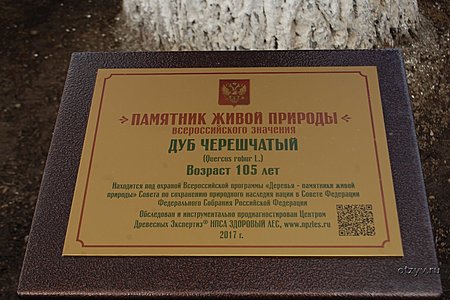 ПАМЯТНИК ЖИВОЙ ПРИРОДЫ
всероссийского значения
ДУБ ЧЕРЕШЧАТЫЙ
(Quercus robur L.)
Возраст 105 лет
Находится под охраной Всероссийской программы «Деревья - памятники живой
природы» Совета по сохранению природного наследия нации в Совете Федерации
Федерального Собрания Российской Федерации
Обследован и инструментально продиагностирован Центром
Древесных Экспертиз® НПСА ЗДОРОВЫЙ ЛЕС, www.npzles.ru
2017 г.
otzyv.ru